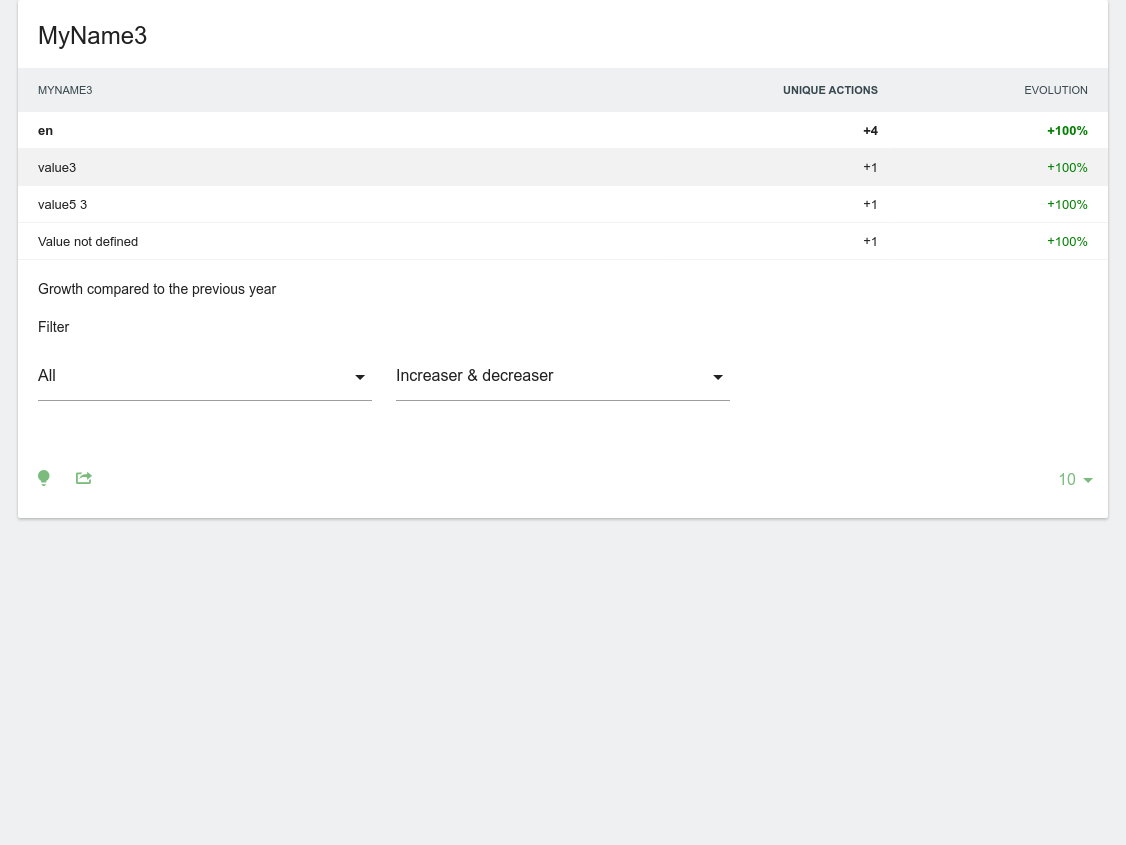 MyName3
MYNAME3 UNIQUE ACTIONS EVOLUTION
en +4 +100%
value3 +1 +100%
value5 3 +1 +100%
Value not defined +1 +100%
Growth compared to the previous year
Filter
All Increaser & decreaser
10